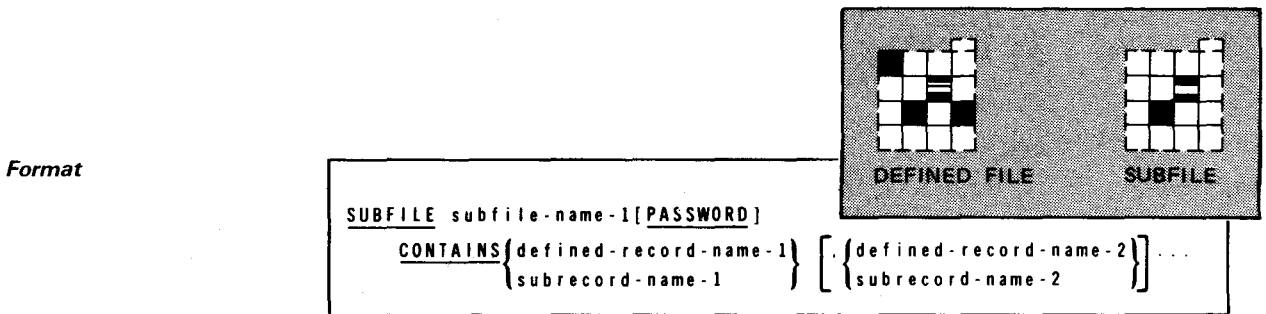 DEFINED FILE
SUBFILE
Format
SUBFILE subfile-name-1[PASSWORD]
CONTAINS{defined-record-name-1} [,{defined-record-name-2}]...
{subrecord-name-1} {subrecord-name-2}